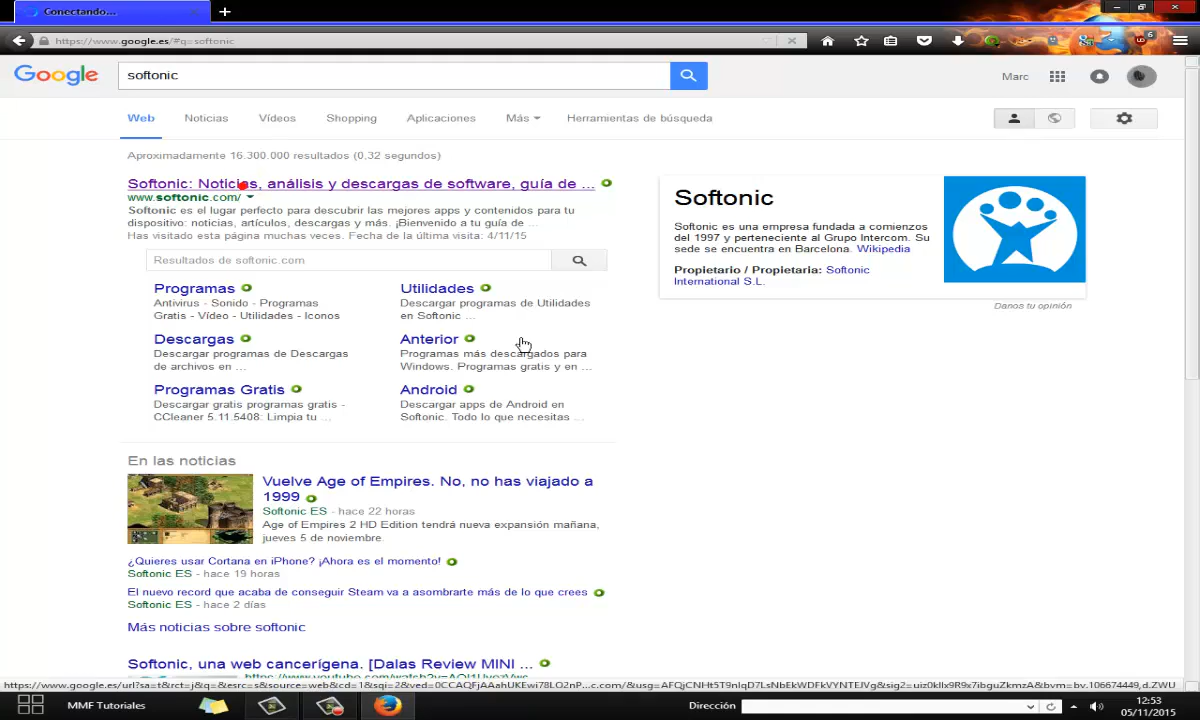 Conectando...
https://www.google.es/#q=softonic
6
Google
softonic
Marc
Web Noticias Vídeos Shopping Aplicaciones Más Herramientas de búsqueda
Aproximadamente 16.300.000 resultados (0,32 segundos)
Softonic: Noticias, análisis y descargas de software, guía de ...
www.softonic.com/
Softonic es el lugar perfecto para descubrir las mejores apps y contenidos para tu
dispositivo: noticias, artículos, descargas y más. ¡Bienvenido a tu guía de ...
Has visitado esta página muchas veces. Fecha de la última visita: 4/11/15
Resultados de softonic.com
Programas
Antivirus - Sonido - Programas
Gratis - Vídeo - Utilidades - Iconos
Utilidades
Descargar programas de Utilidades
en Softonic ...
Descargas
Descargar programas de Descargas
de archivos en ...
Anterior
Programas más descargados para
Windows. Programas gratis y en ...
Programas Gratis
Descargar gratis programas gratis -
CCleaner 5.11.5408: Limpia tu ...
Android
Descargar apps de Android en
Softonic. Todo lo que necesitas ...
Softonic
Softonic es una empresa fundada a comienzos
del 1997 y perteneciente al Grupo Intercom. Su
sede se encuentra en Barcelona. Wikipedia
Propietario / Propietaria: Softonic
International S.L.
Danos tu opinión
En las noticias
Vuelve Age of Empires. No, no has viajado a
1999
Softonic ES - hace 22 horas
Age of Empires 2 HD Edition tendrá nueva expansión mañana,
jueves 5 de noviembre
¿Quieres usar Cortana en iPhone? ¡Ahora es el momento!
Softonic ES - hace 19 horas
El nuevo record que acaba de conseguir Steam va a asombrarte más de lo que crees
Softonic ES - hace 2 días
Más noticias sobre softonic
Softonic, una web cancerígena. [Dalas Review MINI ...
MMF Tutoriales
Dirección
12:53
05/11/2015